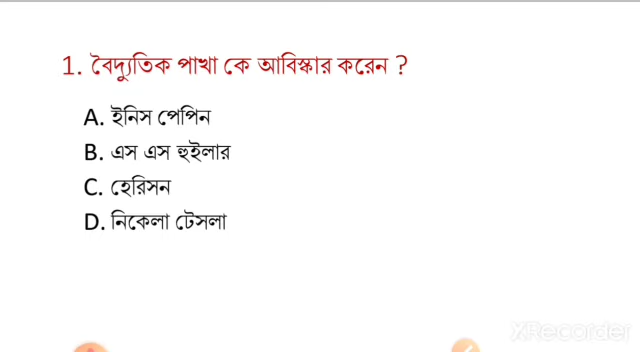 1. বৈদ্যুতিক পাখা কে আবিস্কার করেন ?
A. ইনিস পেপিন
B. এস এস হুইলার
C. হেরিসন
D. নিকেলা টেসলা
XRecorder